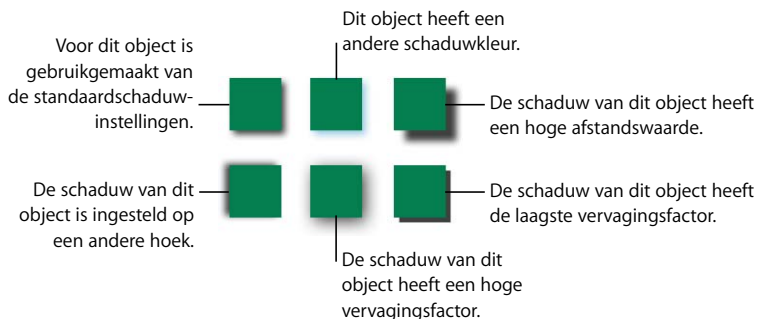 Voor dit object is
gebruikgemaakt van
de standaardschaduw-
instellingen.
Dit object heeft een
andere schaduwkleur.
De schaduw van dit object heeft
een hoge afstandswaarde.
De schaduw van dit
object is ingesteld op
een andere hoek.
De schaduw van dit
object heeft een hoge
vervagingsfactor.
De schaduw van dit object heeft
de laagste vervagingsfactor.